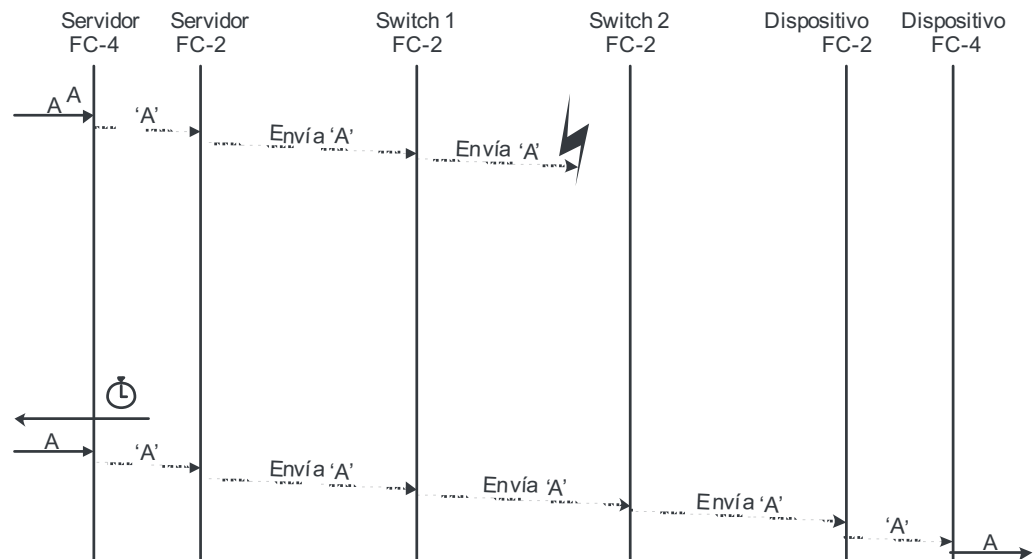 Servidor
FC-4
Servidor
FC-2
Switch 1
FC-2
Switch 2
FC-2
Dispositivo
FC-2
Dispositivo
FC-4
A
A
‘A’
Envía ‘A’
Envía ‘A’
A
‘A’
Envía ‘A’
Envía ‘A’
Envía ‘A’
‘A’
A